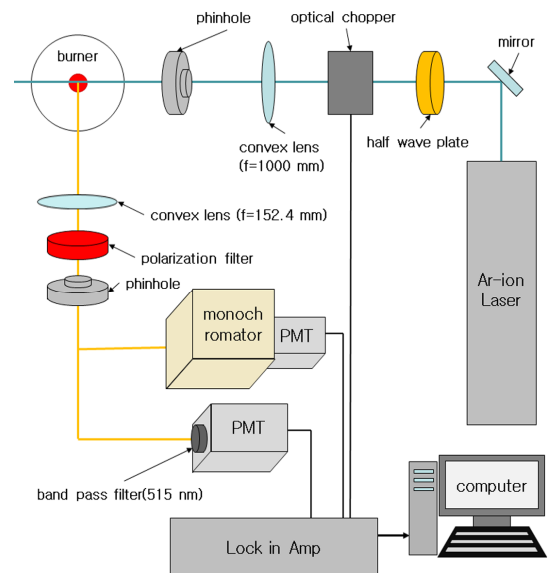 phinhole
optical chopper
burner
mirror
convex lens
(f=1000 mm)
half wave plate
convex lens (f=152.4 mm)
polarization filter
phinhole
Ar-ion
Laser
monoch
romator
PMT
PMT
band pass filter(515 nm)
computer
Lock in Amp